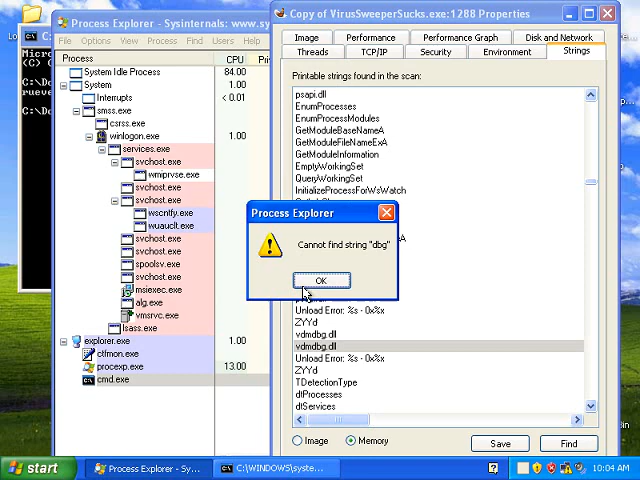 Process Explorer - Sysinternals: www.sy
File Options View Process Find Users Help
Process CPU Pri
System Idle Process 84.00
System 1.00
Interrupts < 0.01
smss.exe
csrss.exe
winlogon.exe 1.00
services.exe
svchost.exe
wmiprvse.exe
svchost.exe
svchost.exe
wscntfy.exe
wuauclt.exe
svchost.exe
svchost.exe
spoolsv.exe
svchost.exe
msiexec.exe
alg.exe
vmsrvc.exe
lsass.exe
explorer.exe 1.00
ctfmon.exe
procexp.exe 13.00
cmd.exe
Copy of VirusSweeperSucks.exe:1288 Properties
Image Performance Performance Graph Disk and Network
Threads TCP/IP Security Environment Strings
Printable strings found in the scan:
psapi.dll
EnumProcesses
EnumProcessModules
GetModuleBaseNameA
GetModuleFileNameExA
GetModuleInformation
EmptyWorkingSet
QueryWorkingSet
InitializeProcessForWsWatch
Process Explorer
Cannot find string "dbg"
OK
Unload Error: %s - 0x%x
ZYYd
vdmdbg.dll
vdmdbg.dll
Unload Error: %s - 0x%x
ZYYd
TDetectionType
dtProcesses
dtServices
Image Memory Save Find
start Process Explorer - Sy... C:\WINDOWS\syste... 10:04 AM